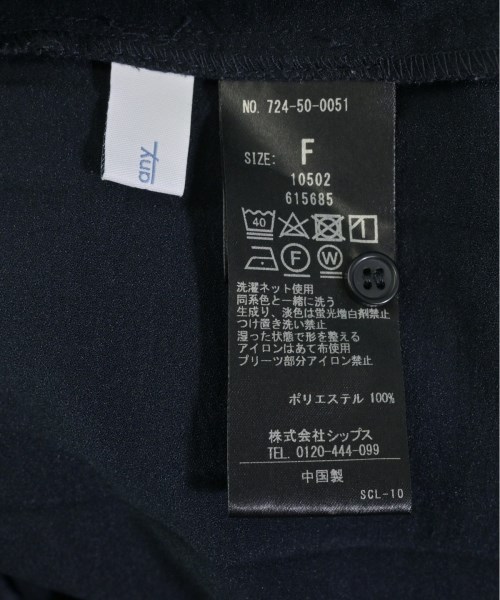 any
NO. 724-50-0051
SIZE: F
10502
615685
40
F W
洗濯ネット使用
同系色と一緒に洗う
生成り、淡色は蛍光増白剤禁止
つけ置き洗い禁止
湿った状態で形を整える
アイロンはあて布使用
プリーツ部分アイロン禁止
ポリエステル 100%
株式会社シップス
TEL. 0120-444-099
中国製
SCL-10